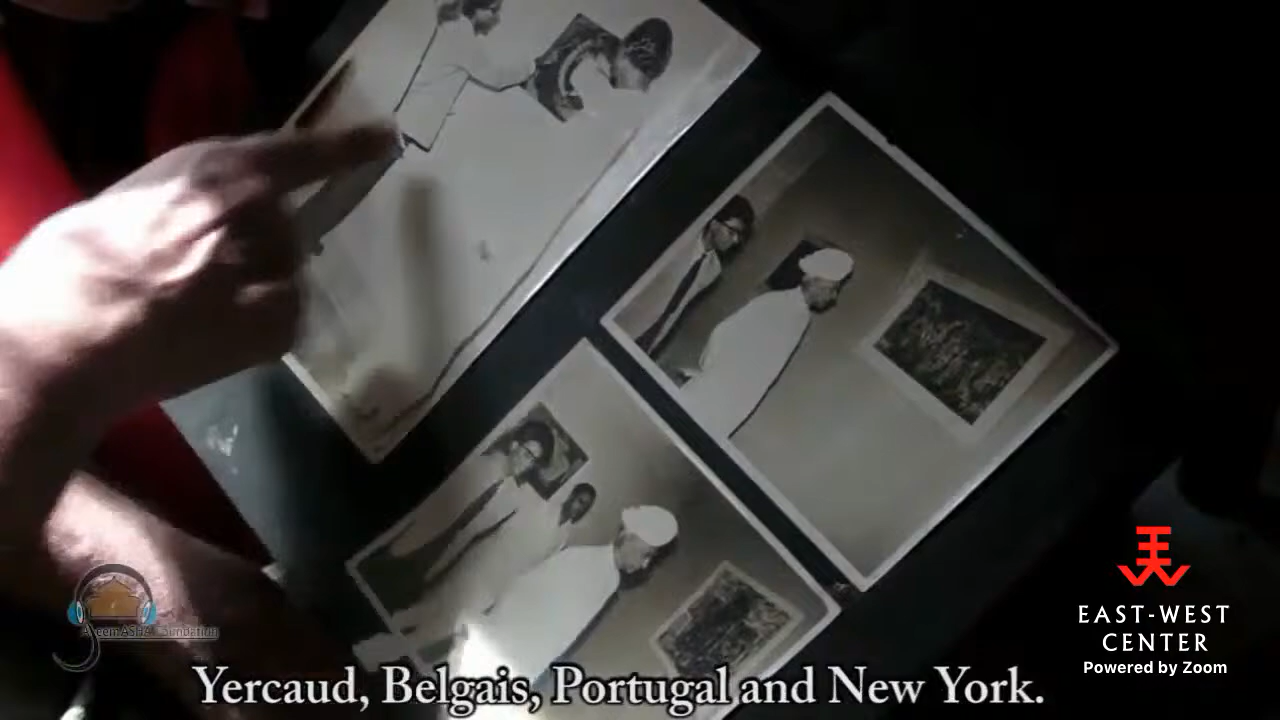 EAST-WEST
CENTER
Powered by Zoom
Yercaud, Belgais, Portugal and New York.